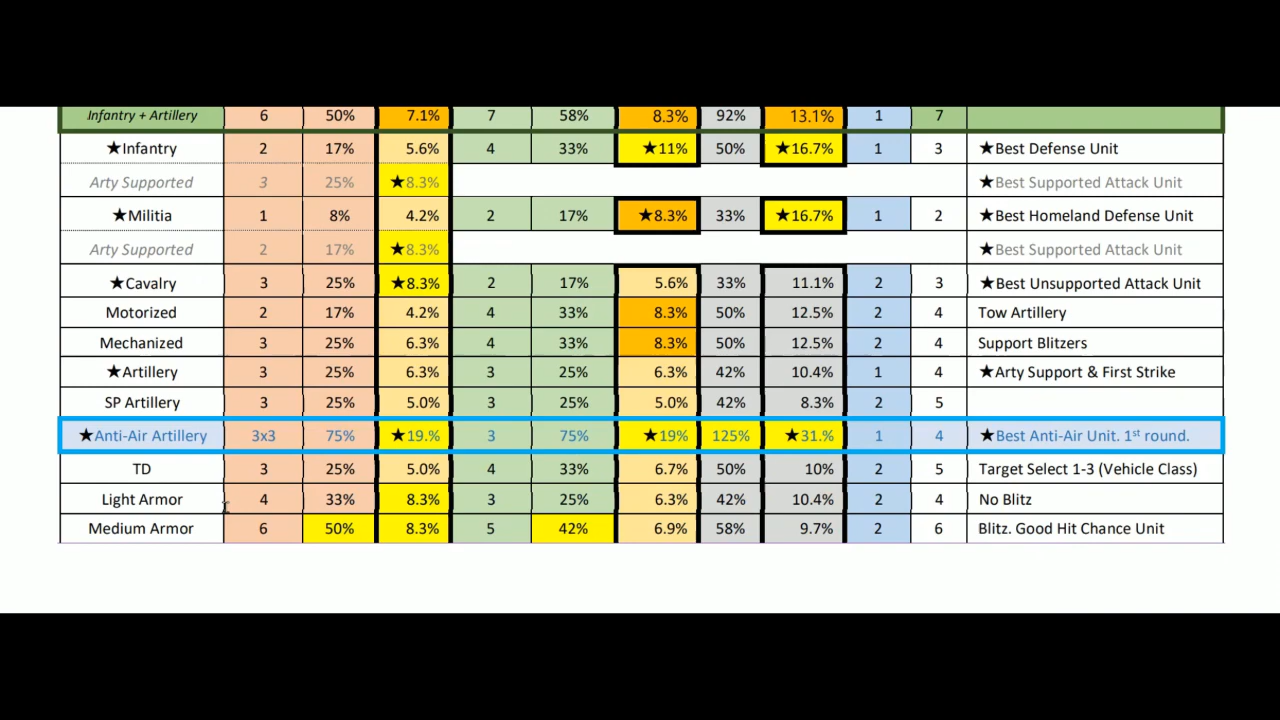 Infantry + Artillery 6 50% 7.1% 7 58% 8.3% 92% 13.1% 1 7
★Infantry 2 17% 5.6% 4 33% ★11% 50% ★16.7% 1 3 ★Best Defense Unit
Arty Supported 3 25% ★8.3% ★Best Supported Attack Unit
★Militia 1 8% 4.2% 2 17% ★8.3% 33% ★16.7% 1 2 ★Best Homeland Defense Unit
Arty Supported 2 17% ★8.3% ★Best Supported Attack Unit
★Cavalry 3 25% ★8.3% 2 17% 5.6% 33% 11.1% 2 3 ★Best Unsupported Attack Unit
Motorized 2 17% 4.2% 4 33% 8.3% 50% 12.5% 2 4 Tow Artillery
Mechanized 3 25% 6.3% 4 33% 8.3% 50% 12.5% 2 4 Support Blitzers
★Artillery 3 25% 6.3% 3 25% 6.3% 42% 10.4% 1 4 ★Arty Support & First Strike
SP Artillery 3 25% 5.0% 3 25% 5.0% 42% 8.3% 2 5
★Anti-Air Artillery 3x3 75% ★19.% 3 75% ★19% 125% ★31.% 1 4 ★Best Anti-Air Unit. 1st round.
TD 3 25% 5.0% 4 33% 6.7% 50% 10% 2 5 Target Select 1-3 (Vehicle Class)
Light Armor 4 33% 8.3% 3 25% 6.3% 42% 10.4% 2 4 No Blitz
Medium Armor 6 50% 8.3% 5 42% 6.9% 58% 9.7% 2 6 Blitz. Good Hit Chance Unit